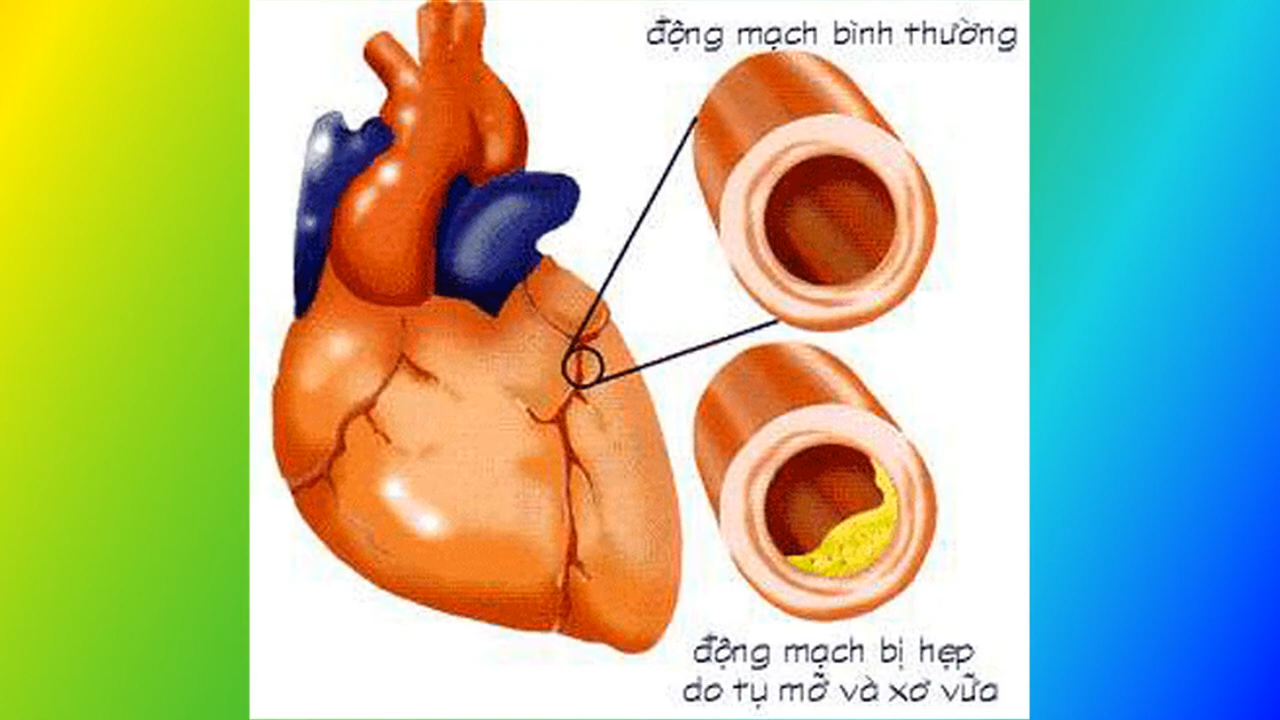 động mạch bình thường
động mạch bị hẹp
do tụ mỡ và xơ vữa